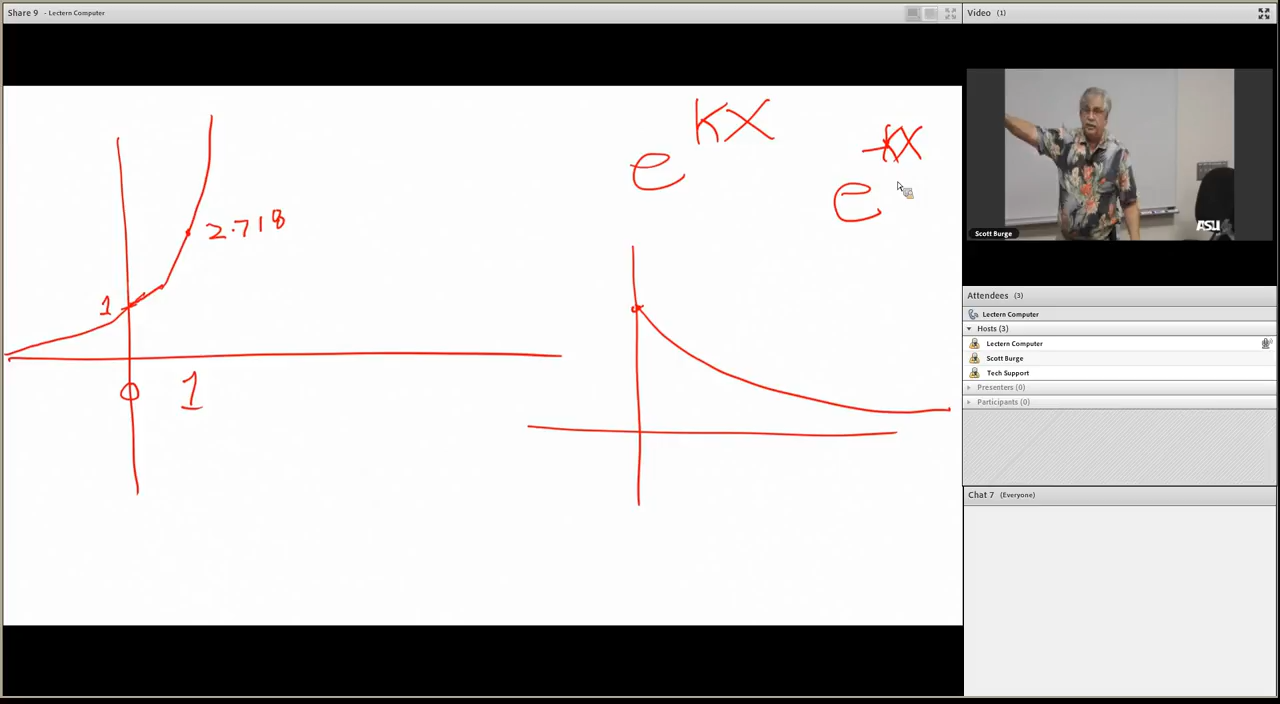 Share 9 - Lectern Computer
e^kx
e^-kx
2.718
1
0
1
Video (1)
ASU
Scott Burge
Attendees (3)
Lectern Computer
Hosts (3)
Lectern Computer
Scott Burge
Tech Support
Presenters (0)
Participants (0)
Chat 7 (Everyone)